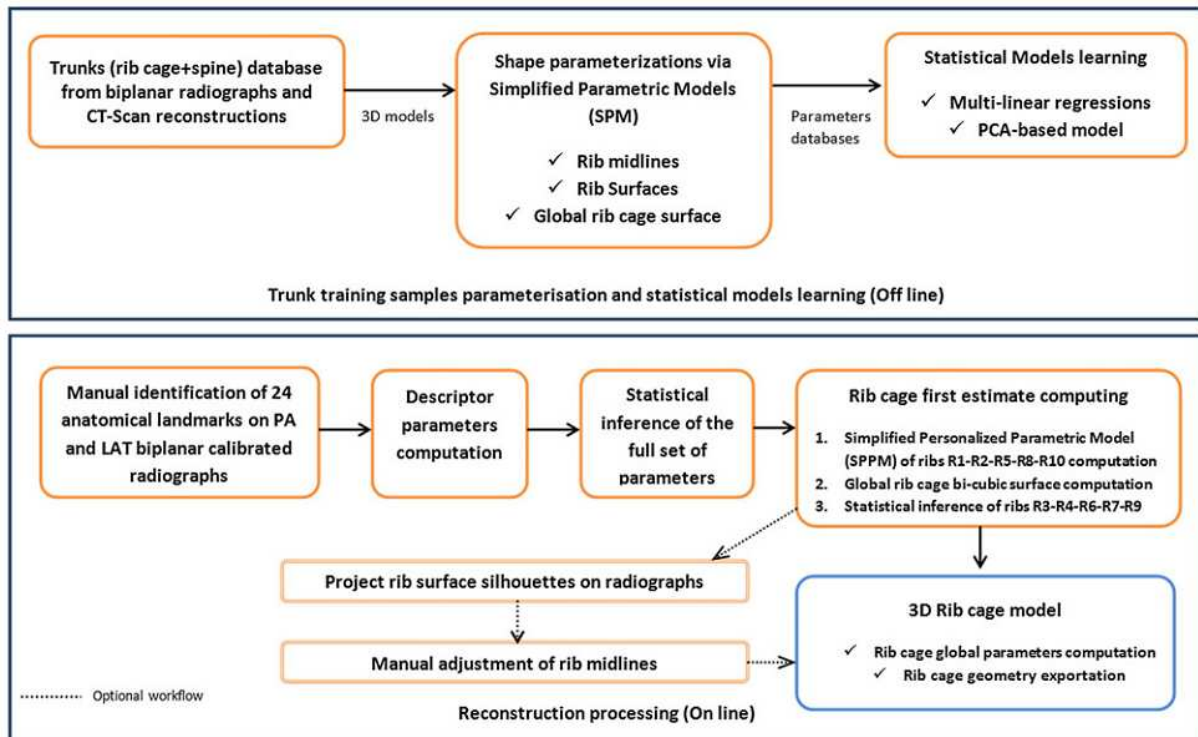 Trunks (rib cage+spine) database
from biplanar radiographs and
CT-Scan reconstructions
3D models
Shape parameterizations via
Simplified Parametric Models
(SPM)
✓ Rib midlines
✓ Rib Surfaces
✓ Global rib cage surface
Parameters
databases
Statistical Models learning
✓ Multi-linear regressions
✓ PCA-based model
Trunk training samples parameterisation and statistical models learning (Off line)
Manual identification of 24
anatomical landmarks on PA
and LAT biplanar calibrated
radiographs
Descriptor
parameters
computation
Statistical
inference of the
full set of
parameters
Rib cage first estimate computing
1. Simplified Personalized Parametric Model
(SPPM) of ribs R1-R2-R5-R8-R10 computation
2. Global rib cage bi-cubic surface computation
3. Statistical inference of ribs R3-R4-R6-R7-R9
Project rib surface silhouettes on radiographs
Manual adjustment of rib midlines
3D Rib cage model
✓ Rib cage global parameters computation
✓ Rib cage geometry exportation
Optional workflow
Reconstruction processing (On line)